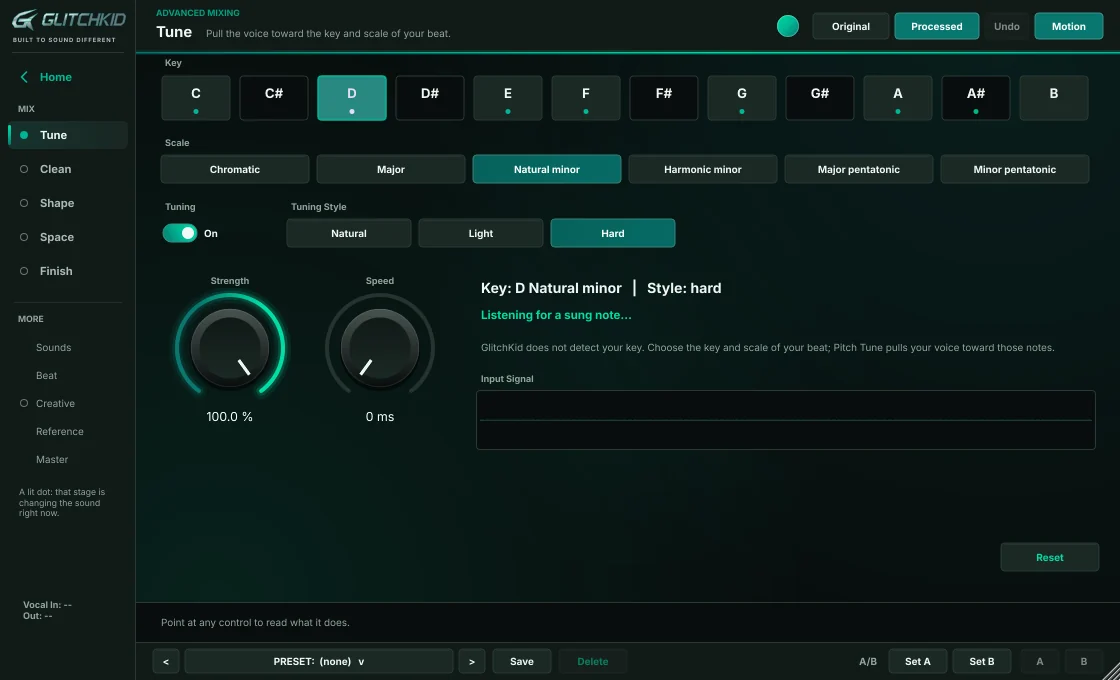 GLITCHKID
BUILT TO SOUND DIFFERENT
Home
MIX
Tune
Clean
Shape
Space
Finish
MORE
Sounds
Beat
Creative
Reference
Master
A lit dot: that stage is
changing the sound
right now.
Vocal In: --
Out: --
ADVANCED MIXING
Tune Pull the voice toward the key and scale of your beat.
Original Processed Undo Motion
Key
C C# D D# E F F# G G# A A# B
Scale
Chromatic Major Natural minor Harmonic minor Major pentatonic Minor pentatonic
Tuning Tuning Style
On Natural Light Hard
Strength Speed
100.0 % 0 ms
Key: D Natural minor | Style: hard
Listening for a sung note...
GlitchKid does not detect your key. Choose the key and scale of your beat; Pitch Tune pulls your voice toward those notes.
Input Signal
Reset
Point at any control to read what it does.
< PRESET: (none) v > Save Delete A/B Set A Set B A B